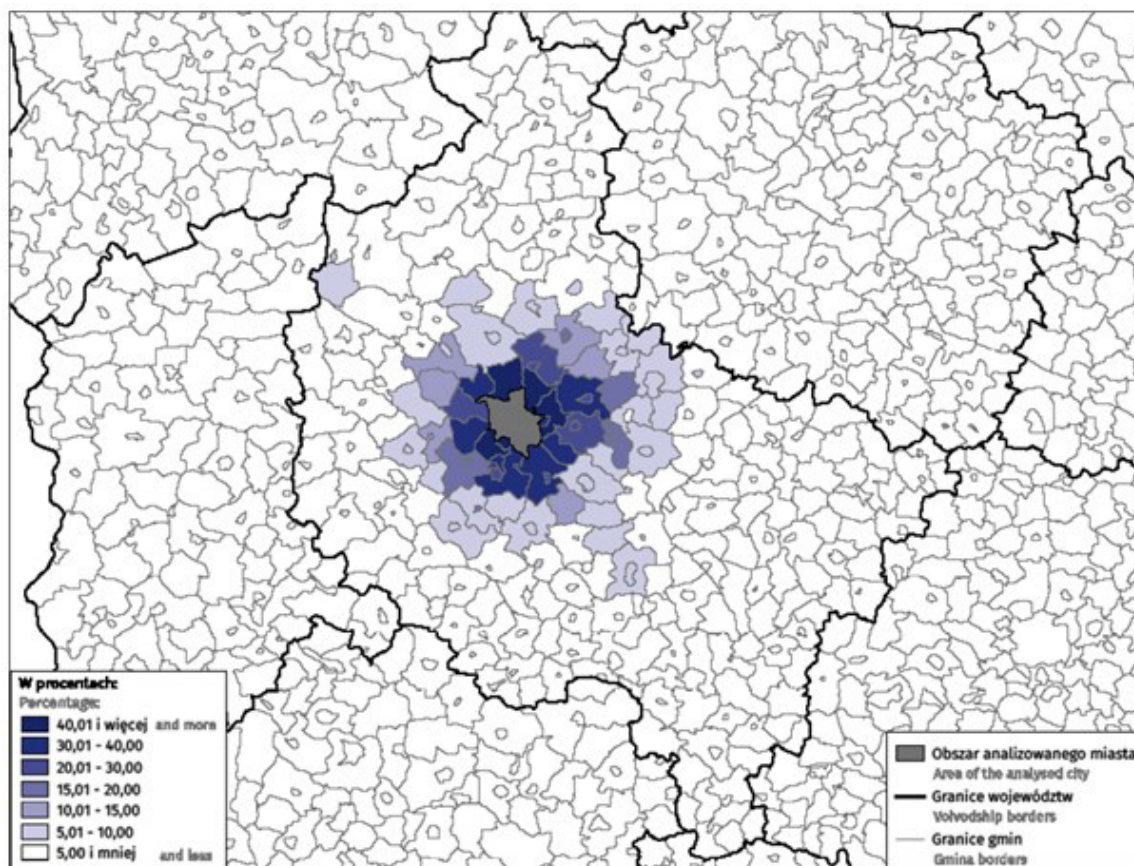 W procentach:
Percentage:
40,01 i więcej and more
30,01 - 40,00
20,01 - 30,00
15,01 - 20,00
10,01 - 15,00
5,01 - 10,00
5,00 i mniej and less
Obszar analizowanego miasta
Area of the analysed city
Granice województw
Voivodship borders
Granice gmin
Gmina borders